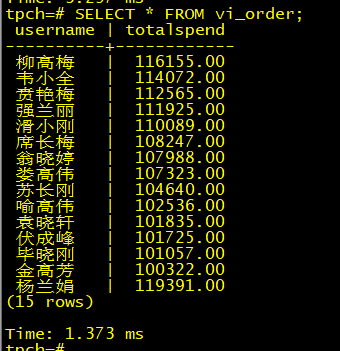 tpch=# SELECT * FROM vi_order;
username | totalspend
----------+------------
柳高梅 | 116155.00
韦小全 | 114072.00
贲艳梅 | 112565.00
强兰丽 | 111925.00
滑小刚 | 110089.00
席长梅 | 108247.00
翁晓婷 | 107988.00
娄高伟 | 107323.00
苏长刚 | 104640.00
喻高伟 | 102536.00
袁晓轩 | 101835.00
伏成峰 | 101725.00
毕晓刚 | 101057.00
金高芳 | 100322.00
杨兰娟 | 119391.00
(15 rows)
Time: 1.373 ms
tpch=#